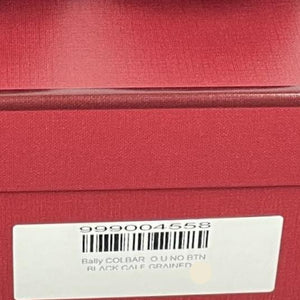 999004558
Bally COLBAR .O.U NO BTN
BLACK CALF GRAINED